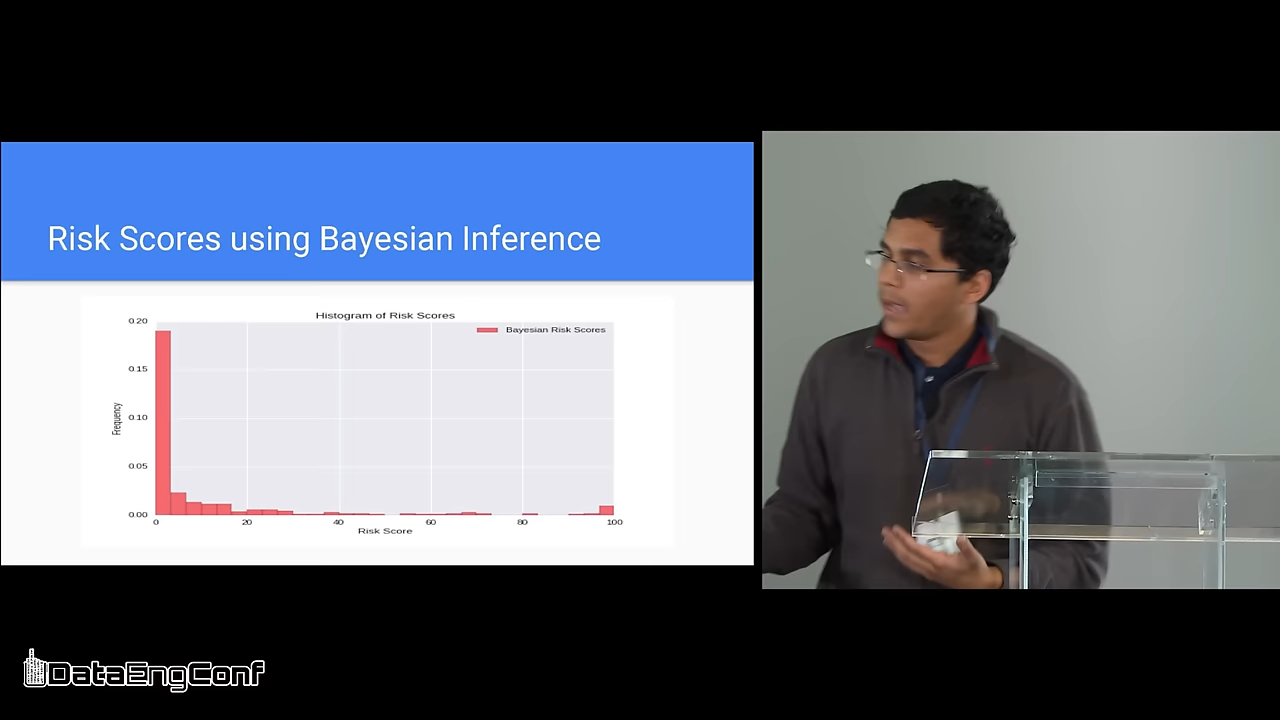 Risk Scores using Bayesian Inference
Histogram of Risk Scores
Bayesian Risk Scores
0.20
0.15
0.10
0.05
0.00
Frequency
0 20 40 60 80 100
Risk Score
DataEngConf